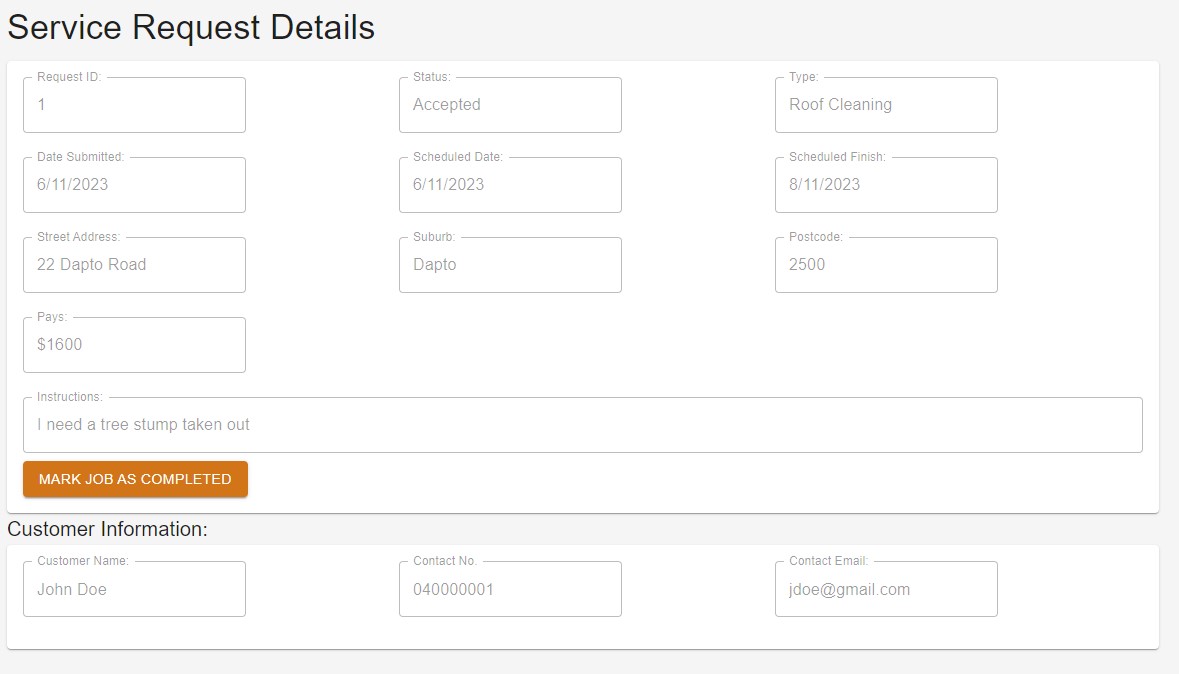 Service Request Details
Request ID: Status: Type:
1 Accepted Roof Cleaning
Date Submitted: Scheduled Date: Scheduled Finish:
6/11/2023 6/11/2023 8/11/2023
Street Address: Suburb: Postcode:
22 Dapto Road Dapto 2500
Pays:
$1600
Instructions:
I need a tree stump taken out
MARK JOB AS COMPLETED
Customer Information:
Customer Name: Contact No. Contact Email:
John Doe 040000001 jdoe@gmail.com